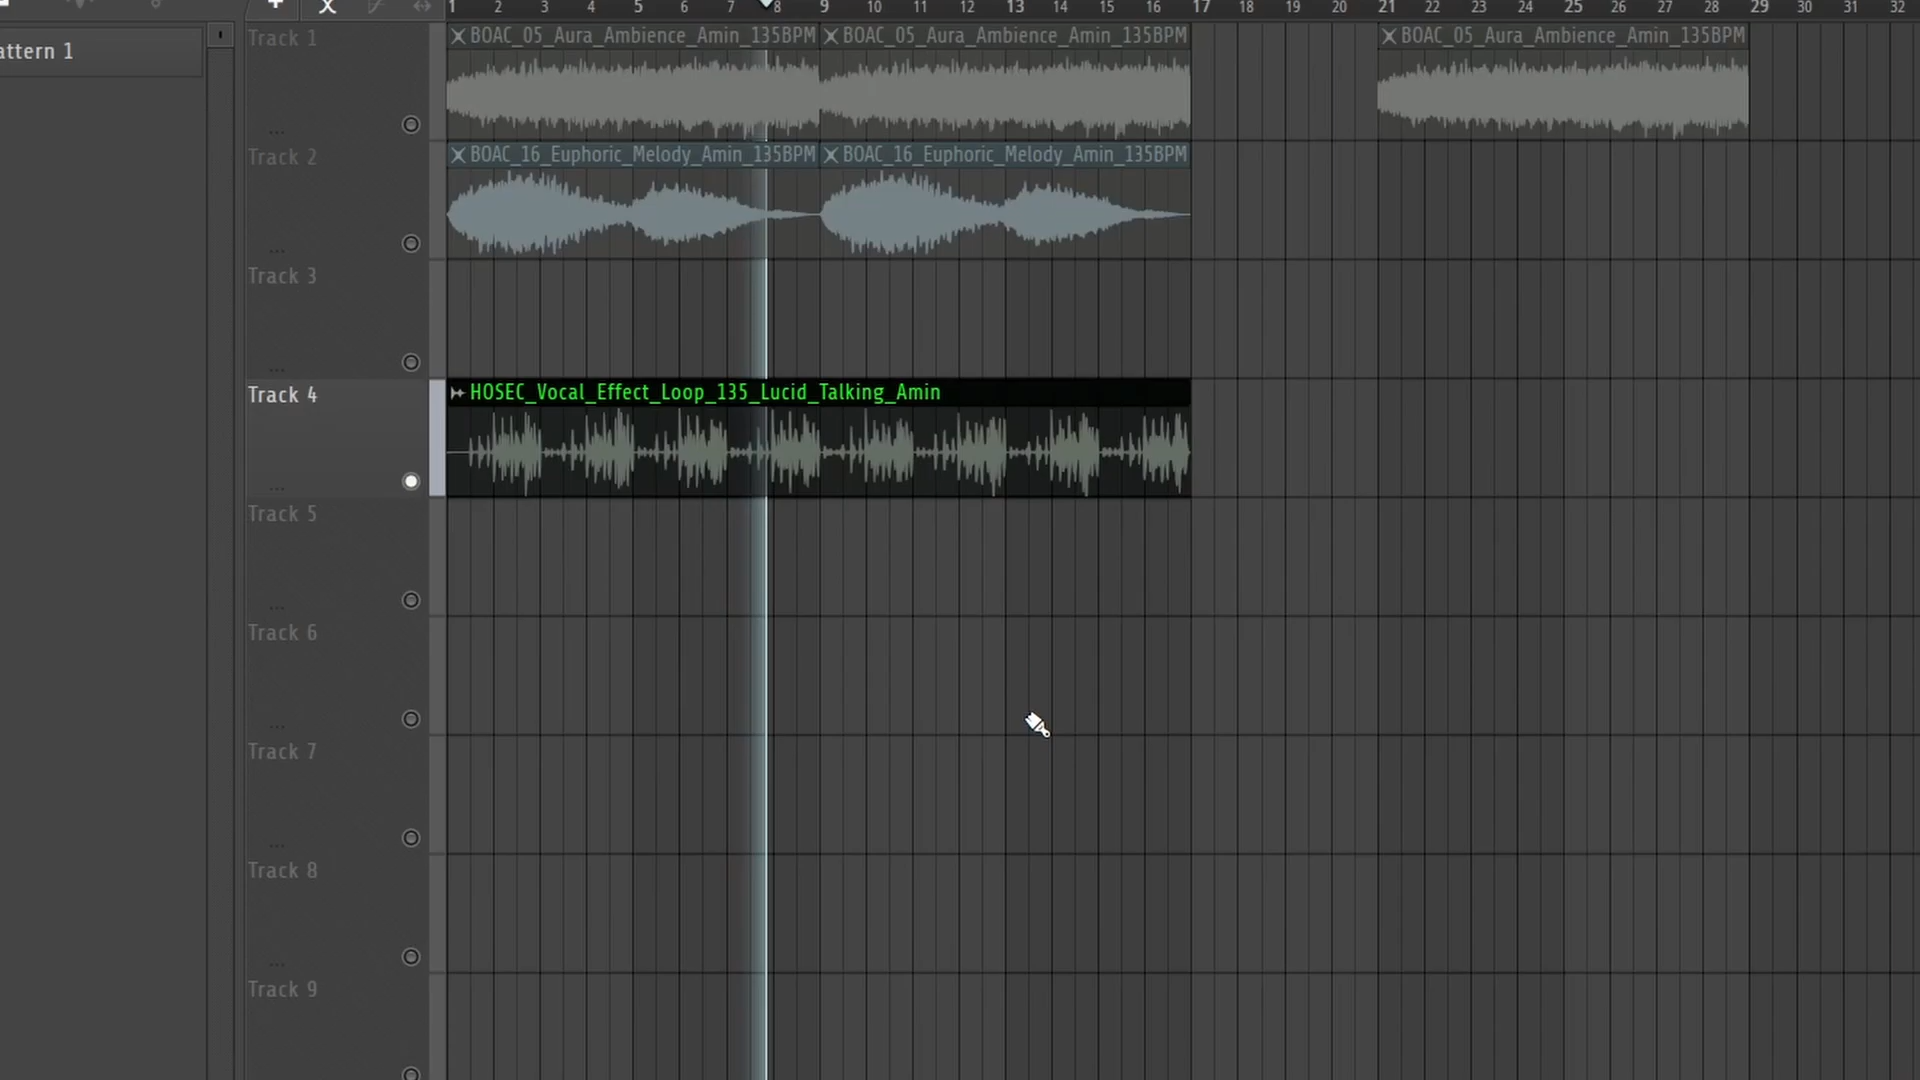 1 2 3 4 5 6 7 8 9 10 11 12 13 14 15 16 17 18 19 20 21 22 23 24 25 26 27 28 29 30 31 32
attern 1
Track 1
BOAC_05_Aura_Ambience_Amin_135BPM
BOAC_05_Aura_Ambience_Amin_135BPM
BOAC_05_Aura_Ambience_Amin_135BPM
Track 2
BOAC_16_Euphoric_Melody_Amin_135BPM
BOAC_16_Euphoric_Melody_Amin_135BPM
Track 3
Track 4
HOSEC_Vocal_Effect_Loop_135_Lucid_Talking_Amin
Track 5
Track 6
Track 7
Track 8
Track 9